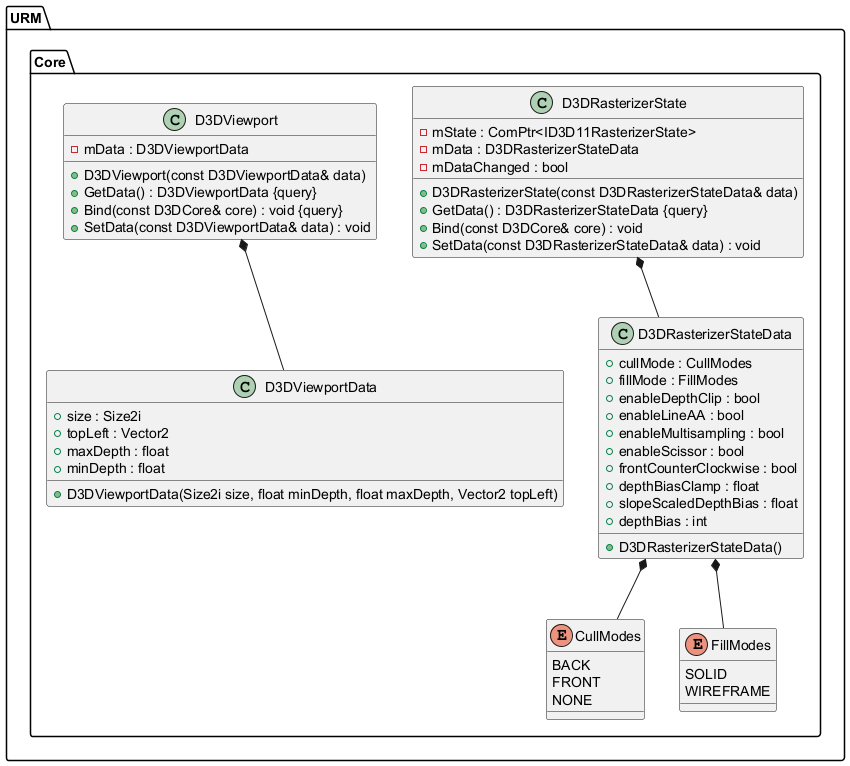 URM
Core
C D3DViewport
mData : D3DViewportData
D3DViewport(const D3DViewportData& data)
GetData() : D3DViewportData {query}
Bind(const D3DCore& core) : void {query}
SetData(const D3DViewportData& data) : void
C D3DRasterizerState
mState : ComPtr<ID3D11RasterizerState>
mData : D3DRasterizerStateData
mDataChanged : bool
D3DRasterizerState(const D3DRasterizerStateData& data)
GetData() : D3DRasterizerStateData {query}
Bind(const D3DCore& core) : void
SetData(const D3DRasterizerStateData& data) : void
C D3DViewportData
size : Size2i
topLeft : Vector2
maxDepth : float
minDepth : float
D3DViewportData(Size2i size, float minDepth, float maxDepth, Vector2 topLeft)
C D3DRasterizerStateData
cullMode : CullModes
fillMode : FillModes
enableDepthClip : bool
enableLineAA : bool
enableMultisampling : bool
enableScissor : bool
frontCounterClockwise : bool
depthBiasClamp : float
slopeScaledDepthBias : float
depthBias : int
D3DRasterizerStateData()
E CullModes
BACK
FRONT
NONE
E FillModes
SOLID
WIREFRAME